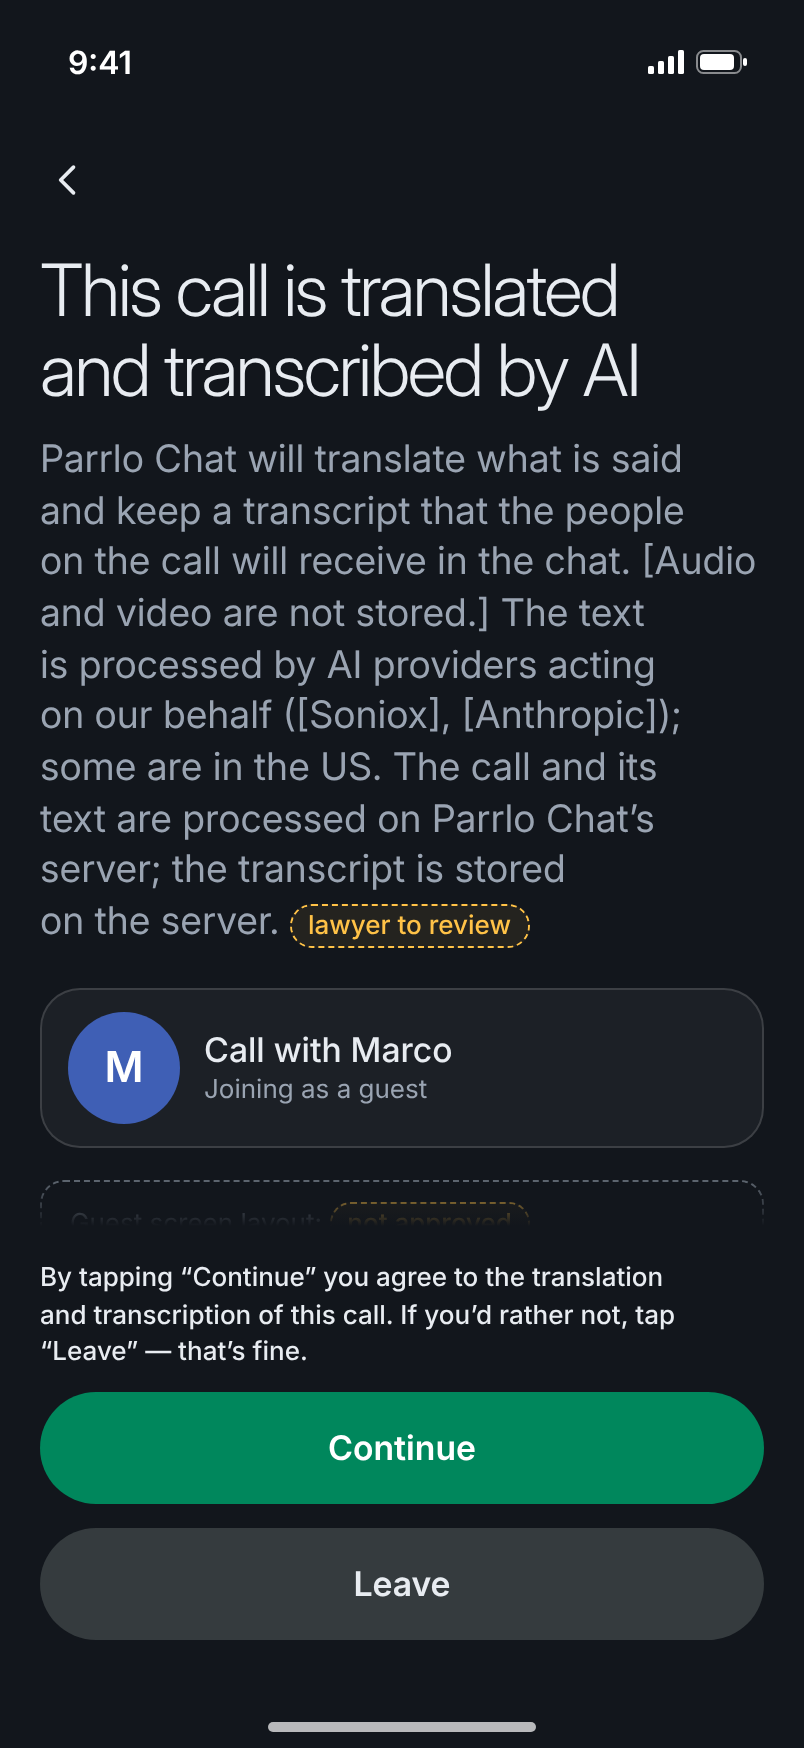 9:41
This call is translated
and transcribed by AI
Parrlo Chat will translate what is said
and keep a transcript that the people
on the call will receive in the chat. [Audio
and video are not stored.] The text
is processed by AI providers acting
on our behalf ([Soniox], [Anthropic]);
some are in the US. The call and its
text are processed on Parrlo Chat’s
server; the transcript is stored
on the server. lawyer to review
M
Call with Marco
Joining as a guest
Guest screen layout: not approved
By tapping “Continue” you agree to the translation
and transcription of this call. If you’d rather not, tap
“Leave” — that’s fine.
Continue
Leave